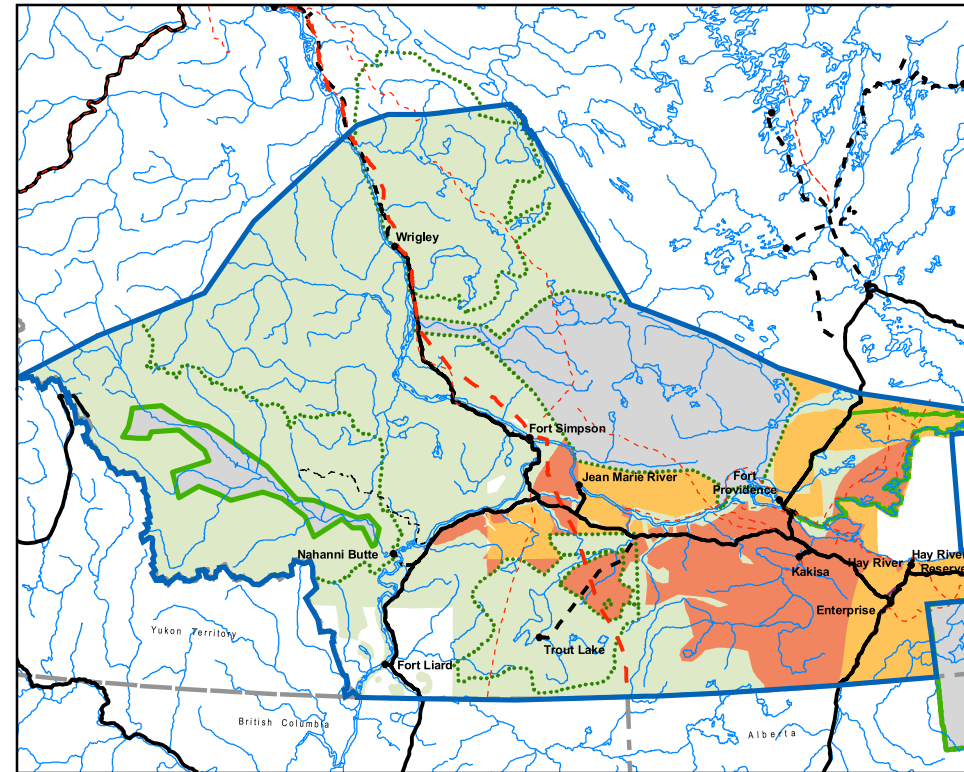 Wrigley
Fort Simpson
Jean Marie River
Fort
Providence
Nahanni Butte
Hay River
Hay River
Reserve
Kakisa
Enterprise
Yukon Territory
Trout Lake
Fort Liard
British Columbia
Alberta